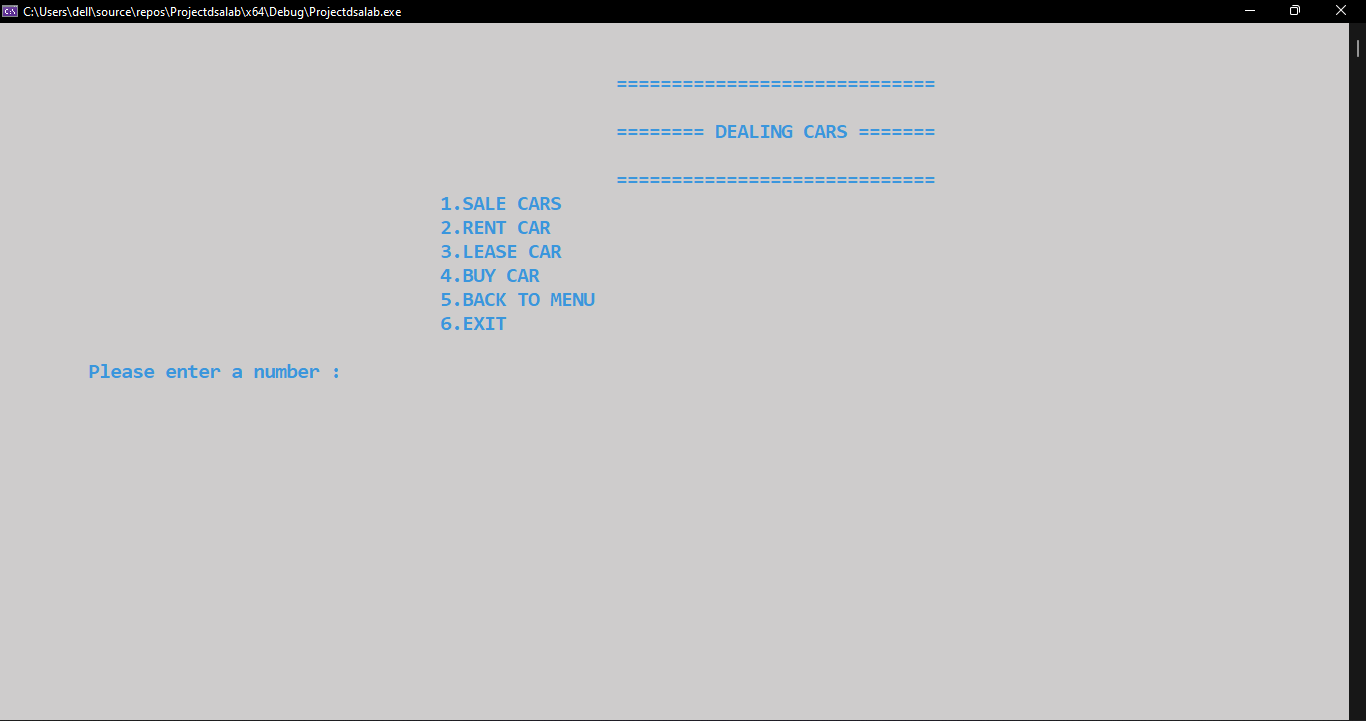 C:\Users\dell\source\repos\Projectdsalab\x64\Debug\Projectdsalab.exe
=============================
======== DEALING CARS =======
=============================
1.SALE CARS
2.RENT CAR
3.LEASE CAR
4.BUY CAR
5.BACK TO MENU
6.EXIT
Please enter a number :